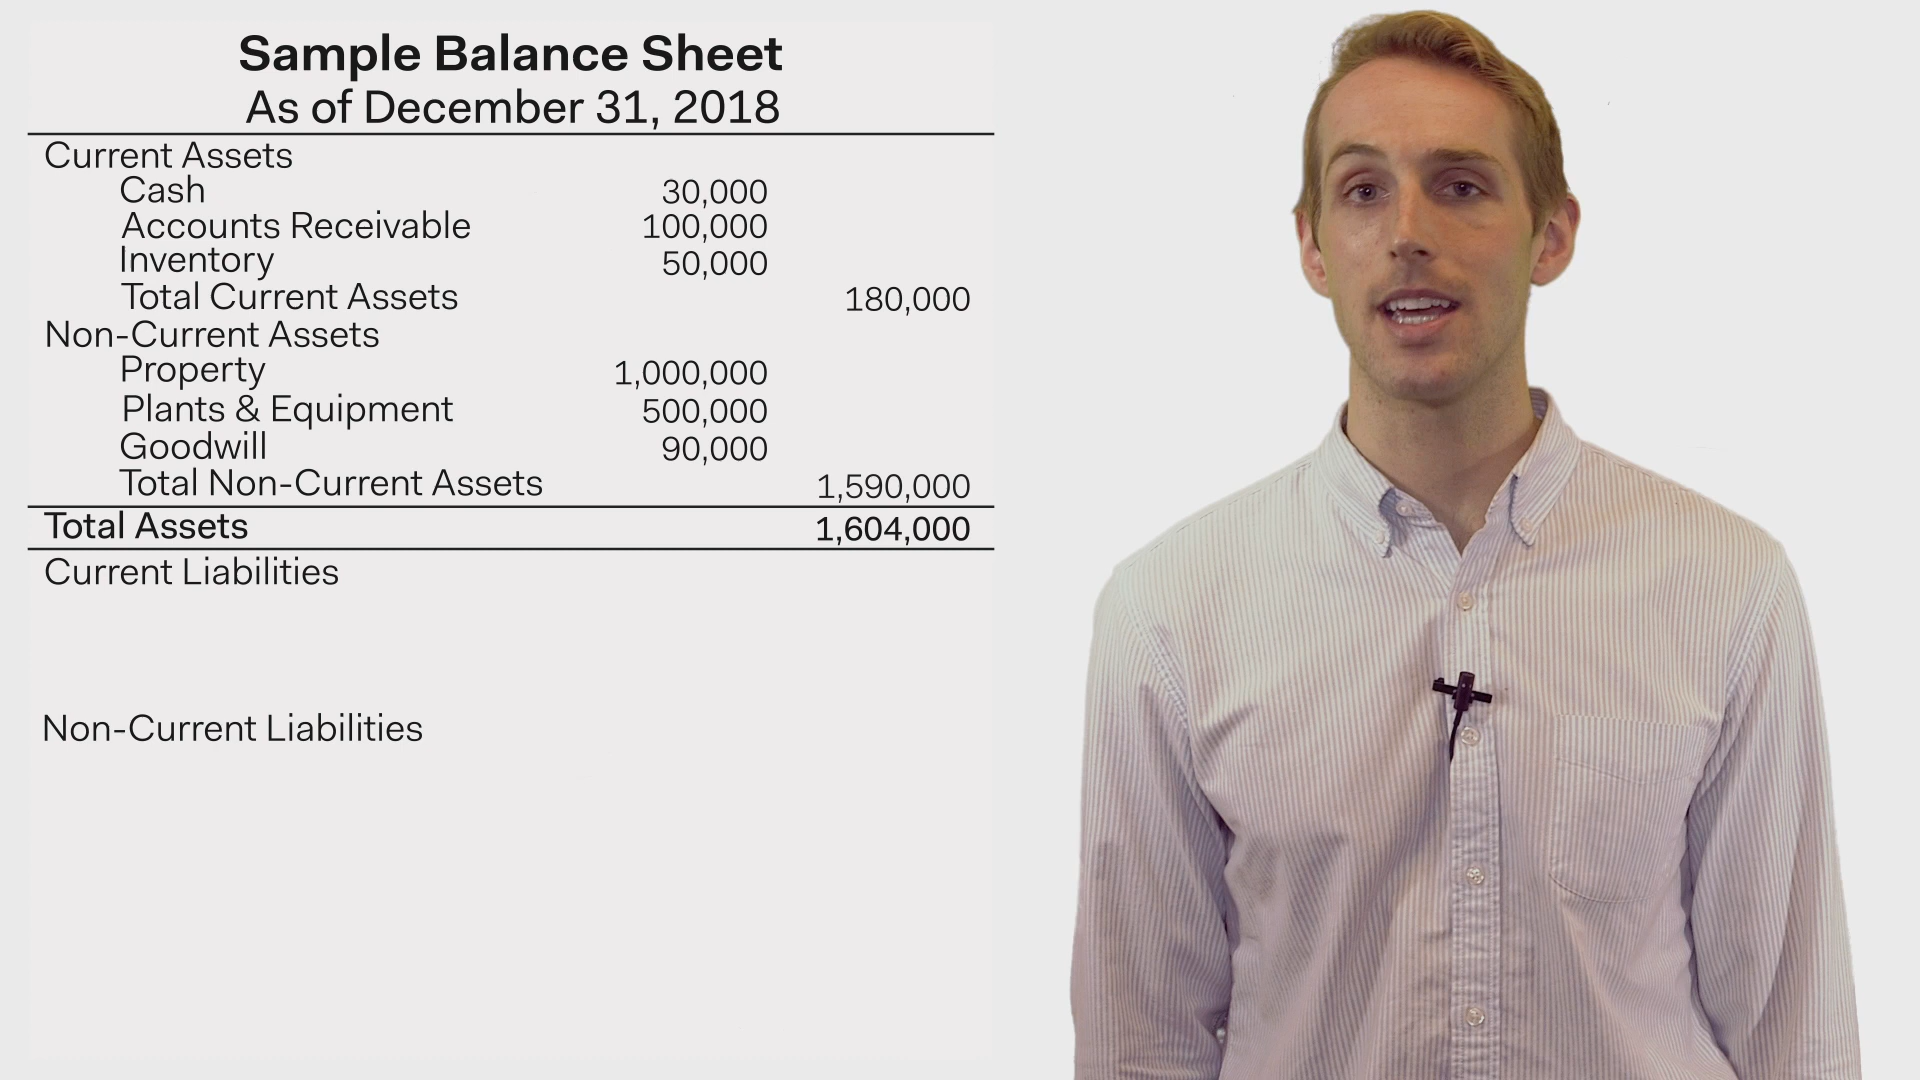 Sample Balance Sheet
As of December 31, 2018
Current Assets
Cash 30,000
Accounts Receivable 100,000
Inventory 50,000
Total Current Assets 180,000
Non-Current Assets
Property 1,000,000
Plants & Equipment 500,000
Goodwill 90,000
Total Non-Current Assets 1,590,000
Total Assets 1,604,000
Current Liabilities
Non-Current Liabilities